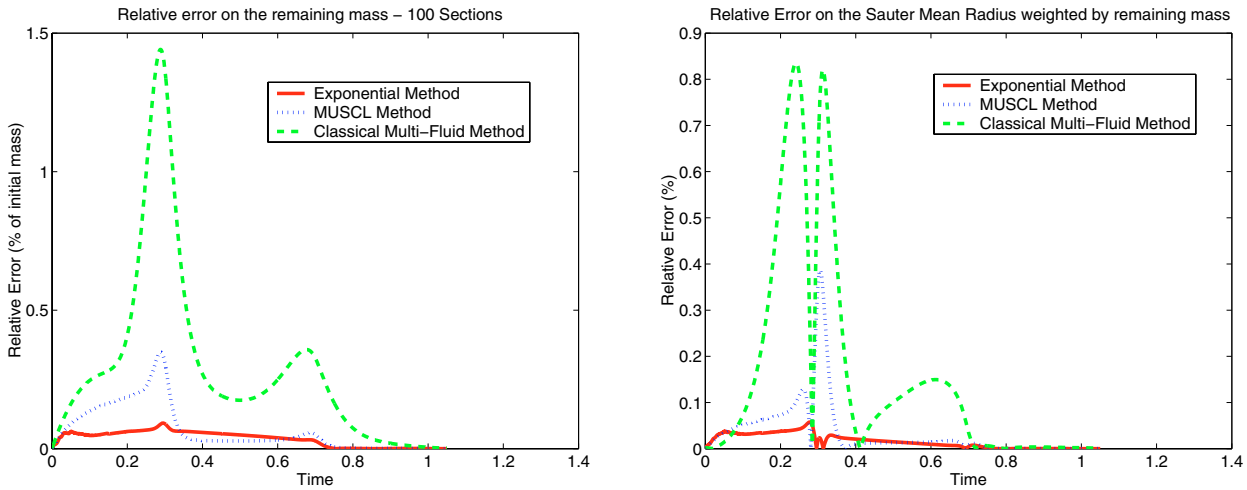 Relative error on the remaining mass – 100 Sections
1.5
1
0.5
0
Relative Error (% of initial mass)
Exponential Method
MUSCL Method
Classical Multi–Fluid Method
0 0.2 0.4 0.6 0.8 1 1.2 1.4
Time
Relative Error on the Sauter Mean Radius weighted by remaining mass
0.9
0.8
0.7
0.6
0.5
0.4
0.3
0.2
0.1
0
Relative Error (%)
Exponential Method
MUSCL Method
Classical Multi–Fluid Method
0 0.2 0.4 0.6 0.8 1 1.2 1.4
Time